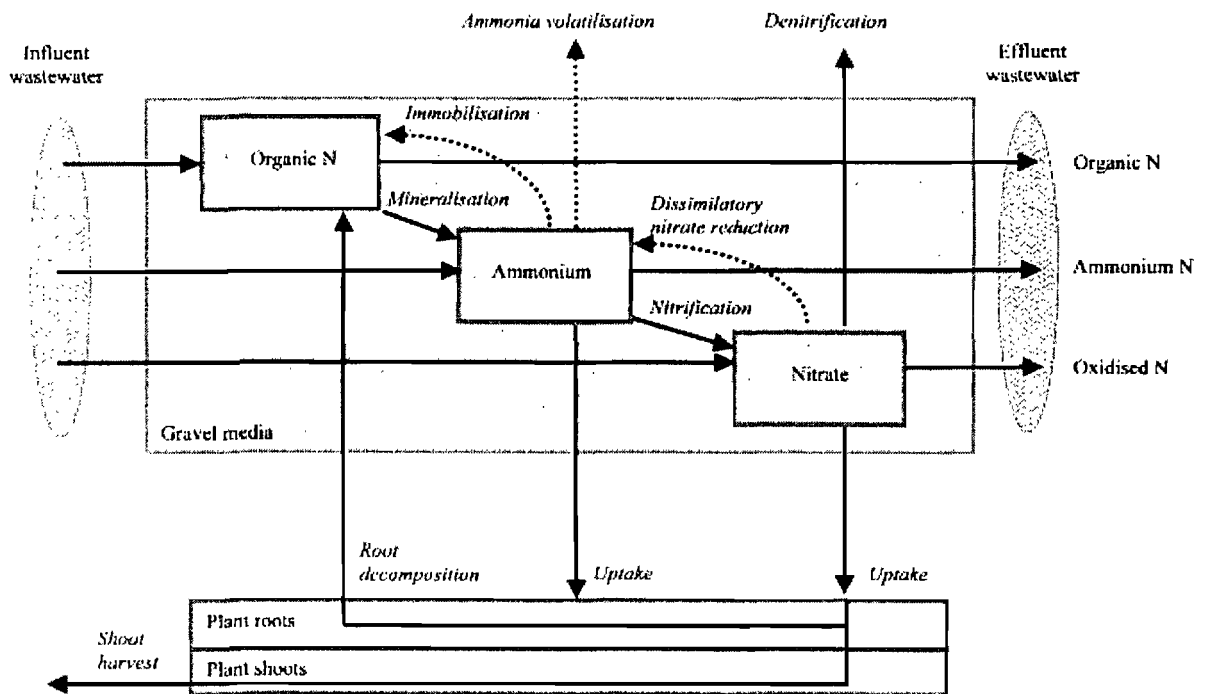 Ammonia volatilisation
Denitrification
Influent
wastewater
Effluent
wastewater
Immobilisation
Organic N
Organic N
Mineralisation
Dissimilatory
nitrate reduction
Ammonium
Ammonium N
Nitrification
Nitrate
Oxidised N
Gravel media
Root
decomposition
Uptake
Uptake
Plant roots
Shoot
harvest
Plant shoots